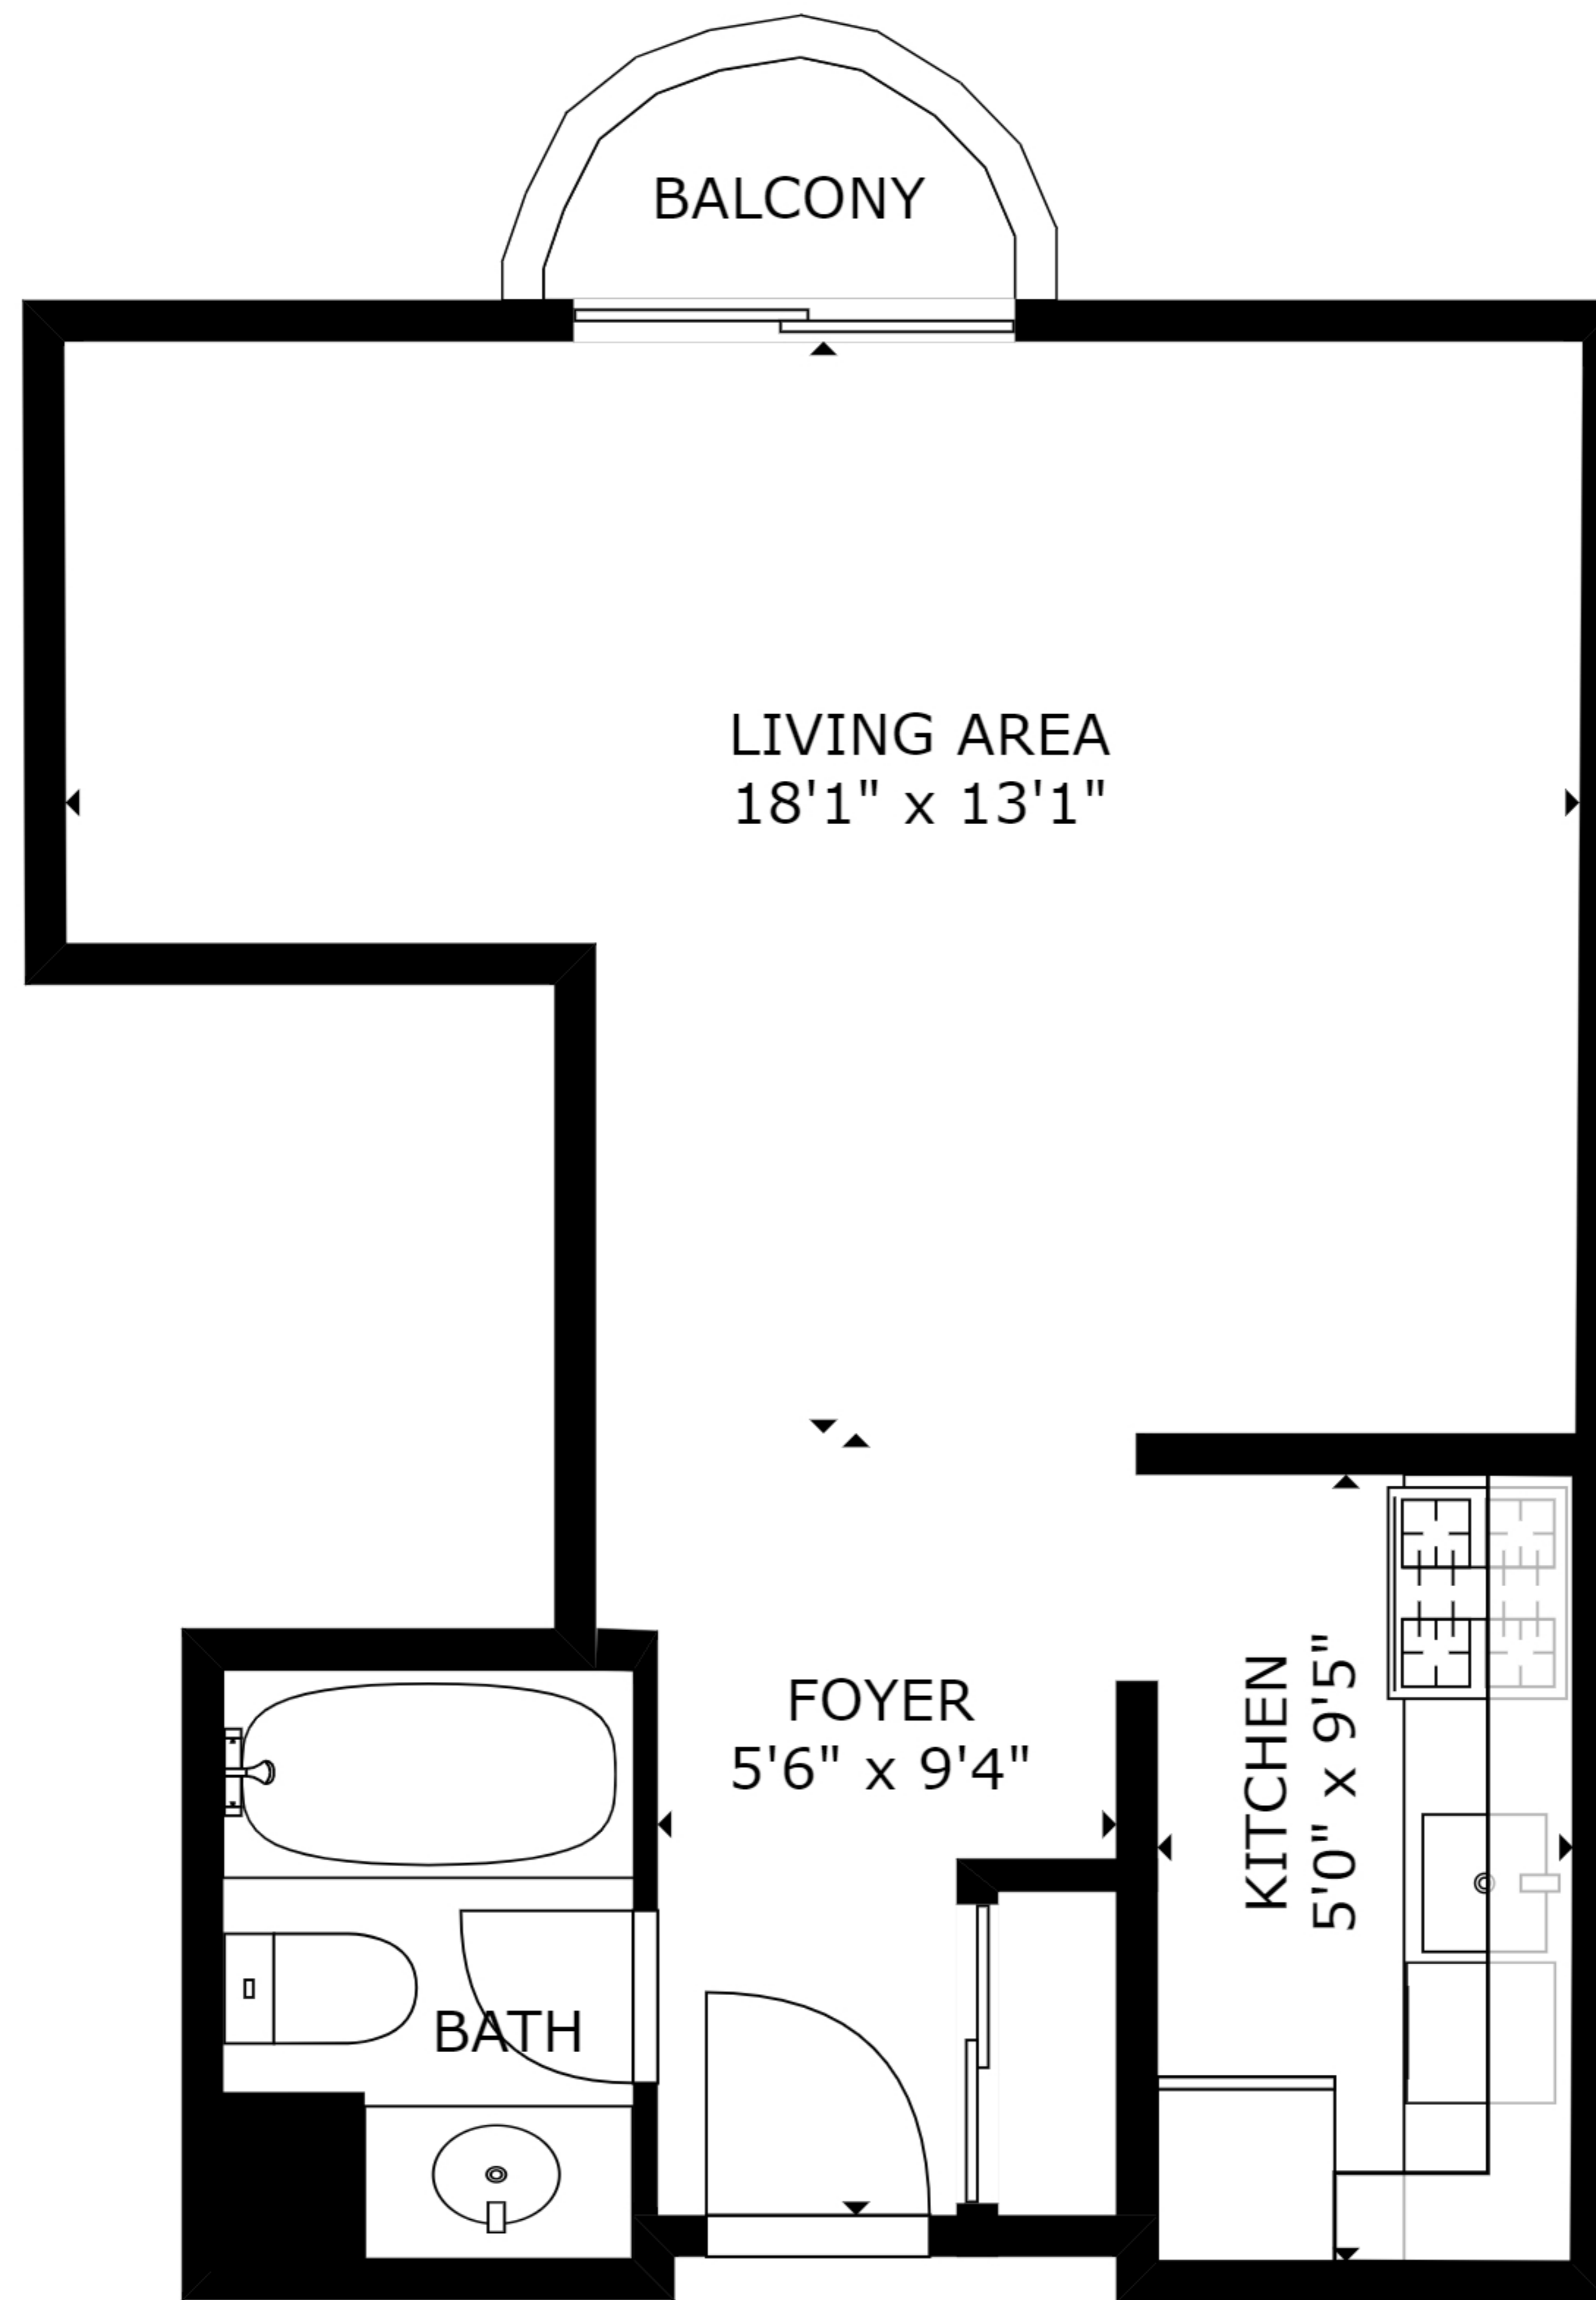 BALCONY
LIVING AREA
18'1" x 13'1"
FOYER
5'6" x 9'4"
KITCHEN
5'0" x 9'5"
BATH